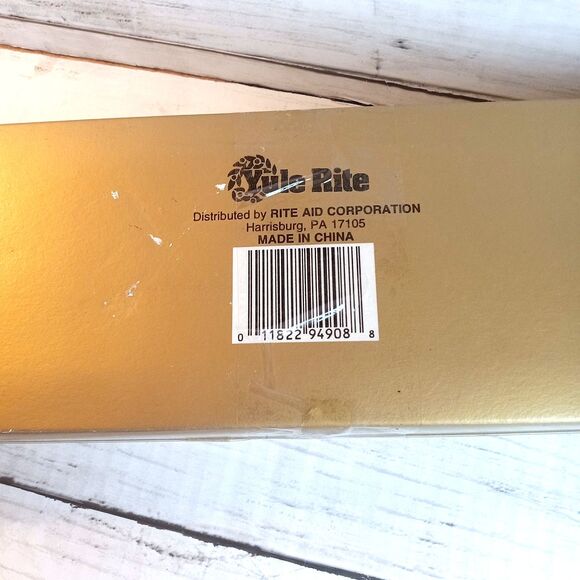 Yule Rite
Distributed by RITE AID CORPORATION
Harrisburg, PA 17105
MADE IN CHINA
0 11822 94908 8